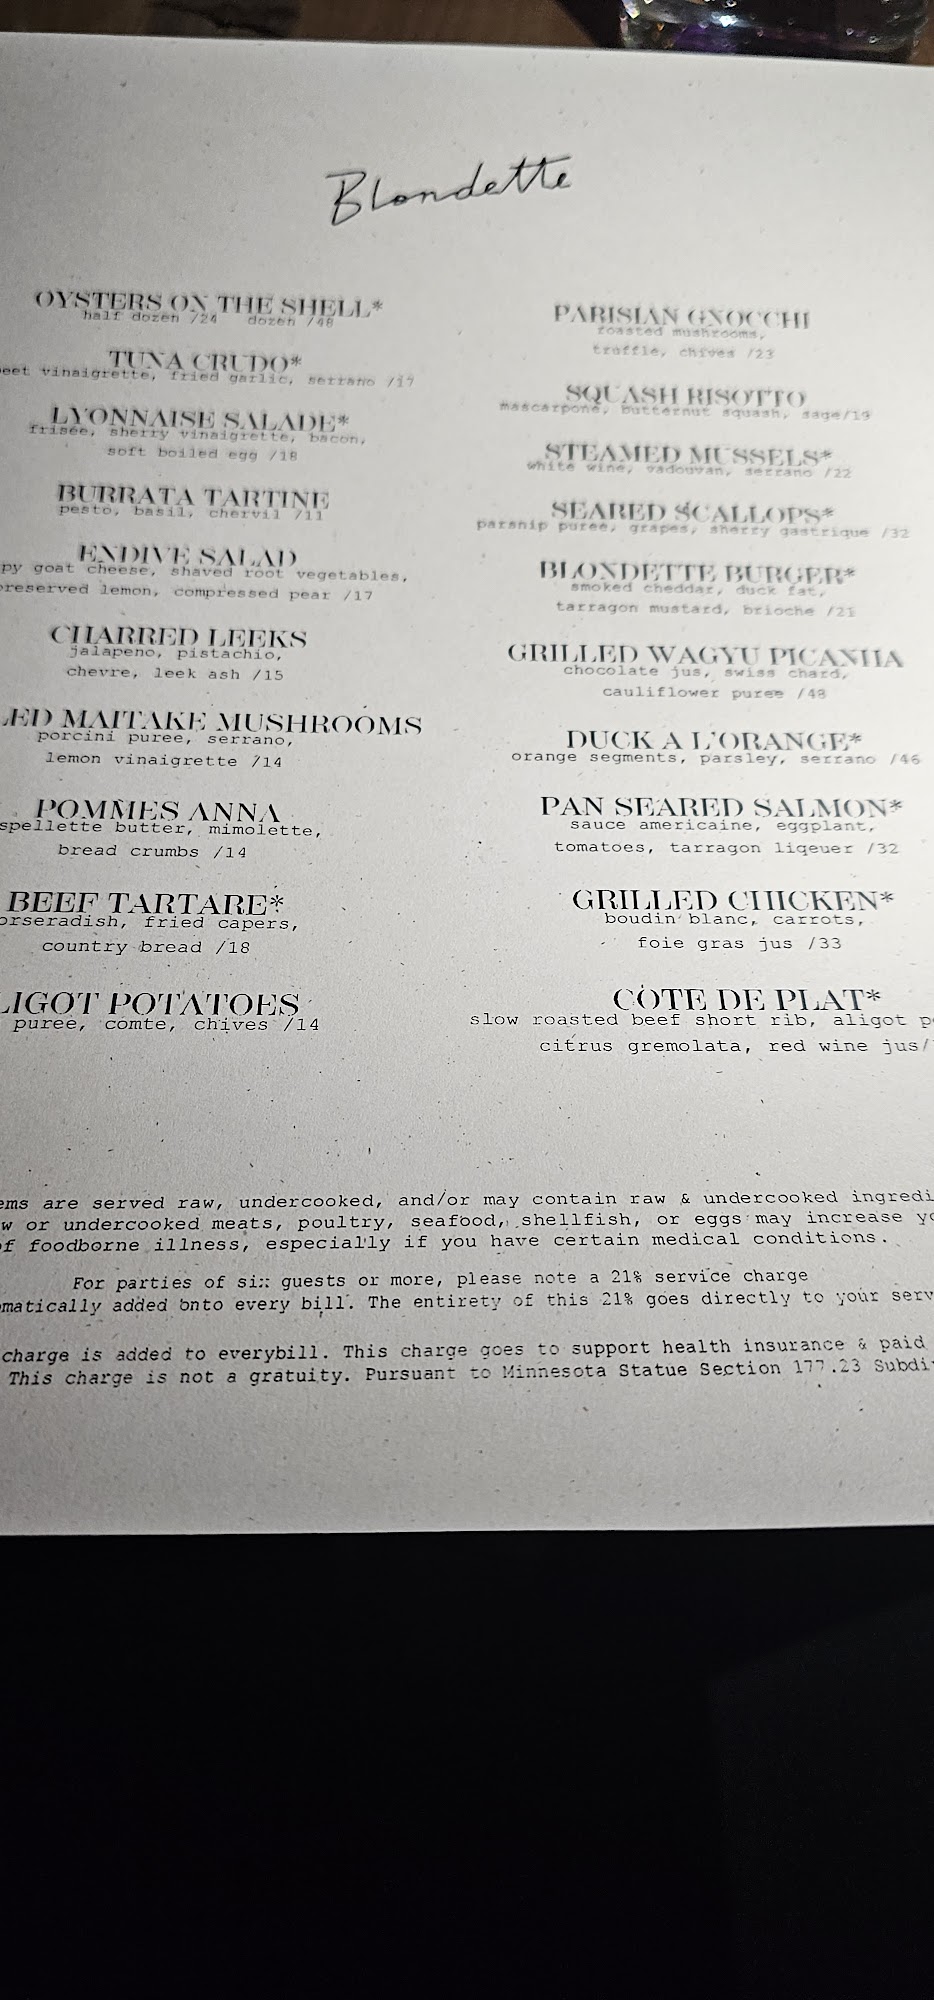 Blondette
OYSTERS ON THE SHELL*
half dozen /24 dozen /48
TUNA CRUDO*
vinaigrette, fried garlic, serrano /17
LYONNAISE SALADE*
frisée, sherry vinaigrette, bacon,
soft boiled egg /18
BURRATA TARTINE
pesto, basil, chervil /11
ENDIVE SALAD
goat cheese, shaved root vegetables,
preserved lemon, compressed pear /17
CHARRED LEEKS
jalapeno, pistachio,
chevre, leek ash /15
MAITAKE MUSHROOMS
porcini puree, serrano,
lemon vinaigrette /14
POMMES ANNA
butter, mimolette,
bread crumbs /14
BEEF TARTARE*
fried capers,
country bread /18
POTATOES
puree, comte, chives /14
PARISIAN GNOCCHI
roasted mushrooms,
truffle, chives /23
SQUASH RISOTTO
mascarpone, butternut squash, sage/19
STEAMED MUSSELS*
white wine, vadouvan, serrano /22
SEARED SCALLOPS*
parsnip puree, grapes, sherry gastrique /32
BLONDETTE BURGER*
smoked cheddar, duck fat,
tarragon mustard, brioche /21
GRILLED WAGYU PICANHA
chocolate jus, swiss chard,
cauliflower puree /48
DUCK A L'ORANGE*
orange segments, parsley, serrano /46
PAN SEARED SALMON*
sauce americaine, eggplant,
tomatoes, tarragon liqeuer /32
GRILLED CHICKEN*
boudin blanc, carrots,
foie gras jus /33
CÒTE DE PLAT*
slow roasted beef short rib, aligot
citrus gremolata, red wine jus/
are served raw, undercooked, and/or may contain raw & undercooked
or undercooked meats, poultry, seafood, shellfish, or eggs may increase
of foodborne illness, especially if you have certain medical conditions.
For parties of six guests or more, please note a 21% service charge
added onto every bill. The entirety of this 21% goes directly to your
charge is added to everybill. This charge goes to support health insurance & paid
This charge is not a gratuity. Pursuant to Minnesota Statue Section 177.23